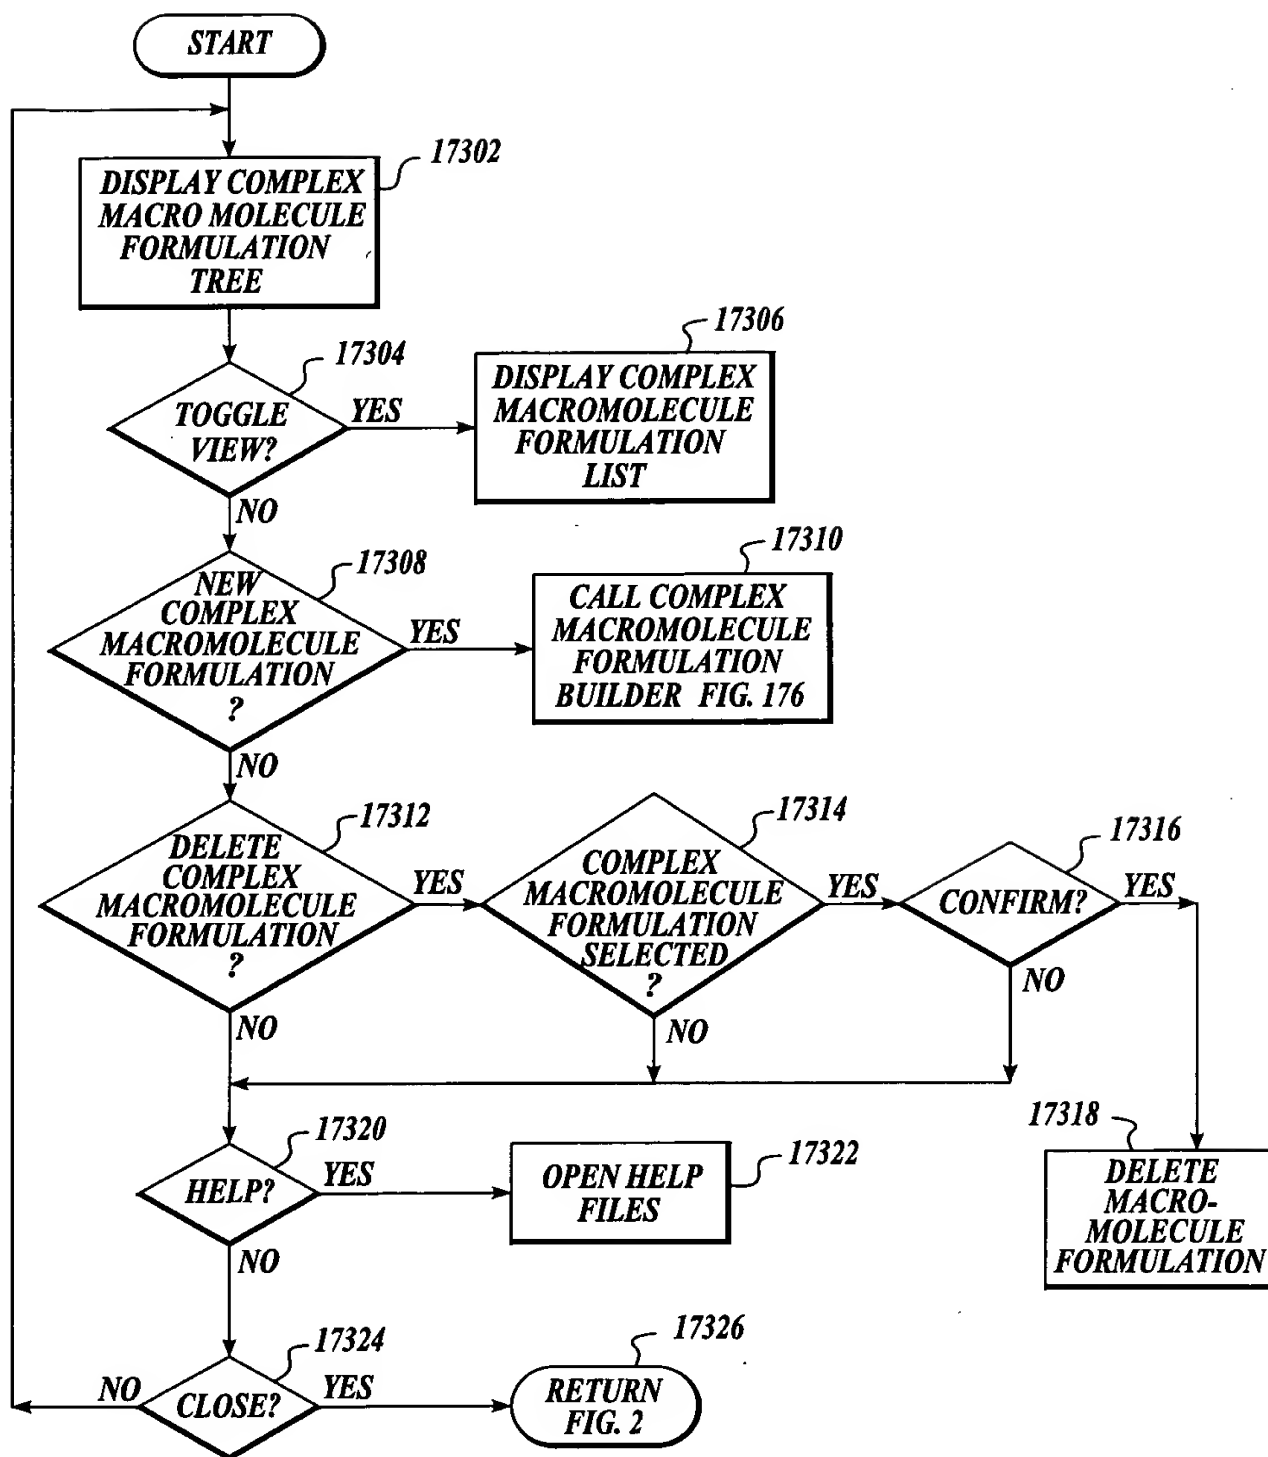 START
17302
DISPLAY COMPLEX
MACRO MOLECULE
FORMULATION
TREE
17304
TOGGLE
VIEW?
YES
NO
17306
DISPLAY COMPLEX
MACROMOLECULE
FORMULATION
LIST
17308
NEW
COMPLEX
MACROMOLECULE
FORMULATION
?
YES
NO
17310
CALL COMPLEX
MACROMOLECULE
FORMULATION
BUILDER FIG. 176
17312
DELETE
COMPLEX
MACROMOLECULE
FORMULATION
?
YES
NO
17314
COMPLEX
MACROMOLECULE
FORMULATION
SELECTED
?
YES
NO
17316
CONFIRM?
YES
NO
17318
DELETE
MACRO-
MOLECULE
FORMULATION
17320
HELP?
YES
NO
17322
OPEN HELP
FILES
17324
CLOSE?
NO
YES
17326
RETURN
FIG. 2